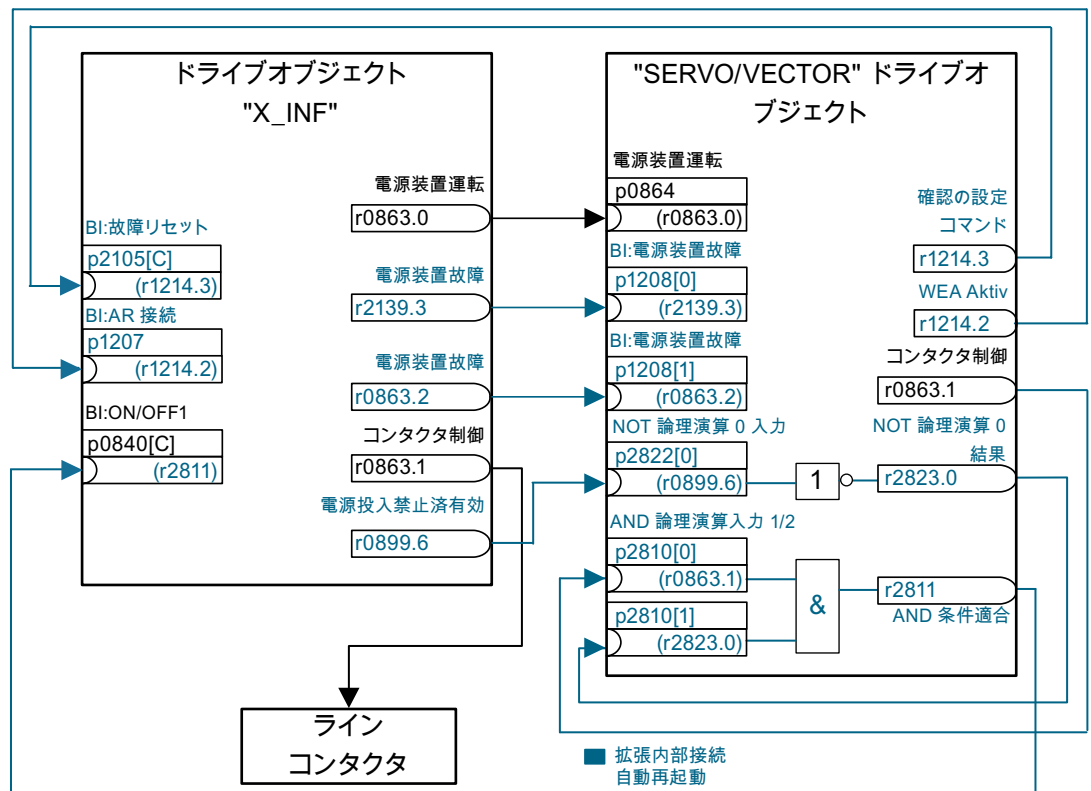 ドライブオブジェクト
"X_INF"
電源装置運転
r0863.0
BI:故障リセット
p2105[C]
(r1214.3)
電源装置故障
r2139.3
BI:AR 接続
p1207
(r1214.2)
電源装置故障
r0863.2
BI:ON/OFF1
p0840[C]
(r2811)
コンタクタ制御
r0863.1
電源投入禁止済有効
r0899.6
"SERVO/VECTOR" ドライブオ
ブジェクト
電源装置運転
p0864
(r0863.0)
BI:電源装置故障
p1208[0]
(r2139.3)
BI:電源装置故障
p1208[1]
(r0863.2)
NOT 論理演算 0 入力
p2822[0]
(r0899.6)
1
AND 論理演算入力 1/2
p2810[0]
(r0863.1)
p2810[1]
(r2823.0)
&
確認の設定
コマンド
r1214.3
WEA Aktiv
r1214.2
コンタクタ制御
r0863.1
NOT 論理演算 0
結果
r2823.0
r2811
AND 条件適合
ライン
コンタクタ
拡張内部接続
自動再起動